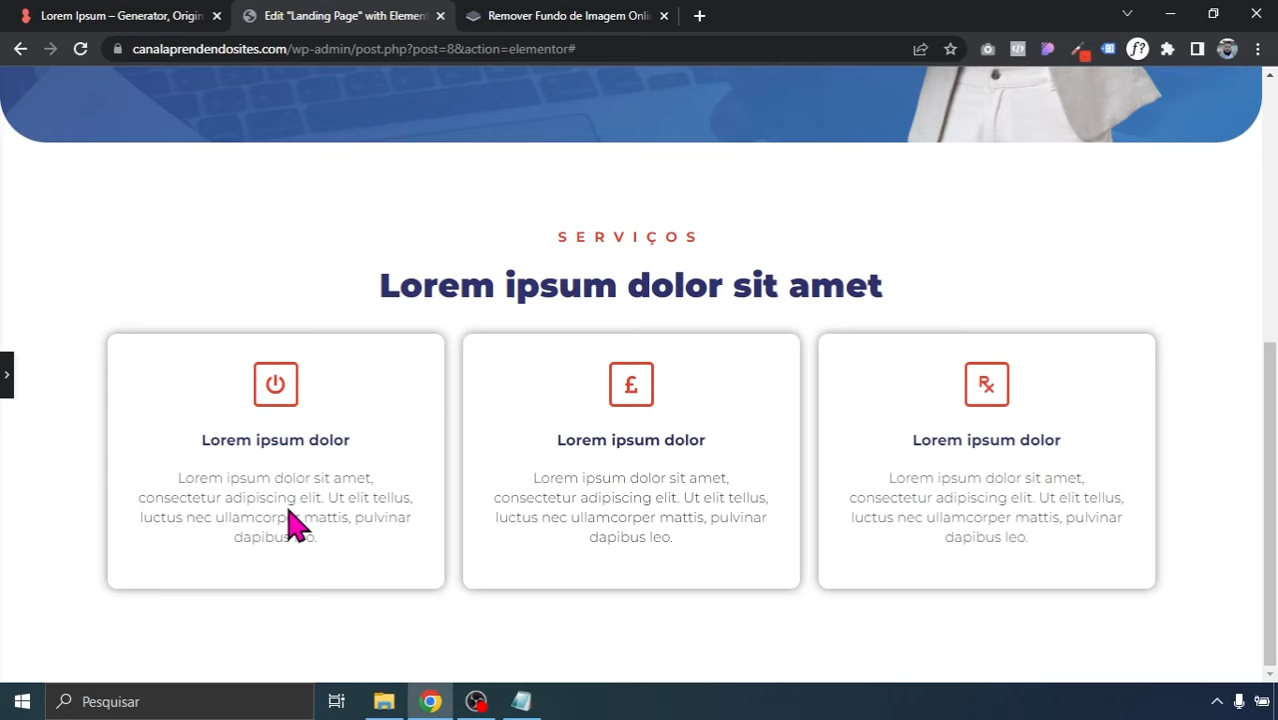 Lorem Ipsum – Generator, Origin
Edit "Landing Page" with Element
Remover Fundo de Imagem Onli
canalaprendendosites.com/wp-admin/post.php?post=8&action=elementor#
f?
SERVIÇOS
Lorem ipsum dolor sit amet
Lorem ipsum dolor
Lorem ipsum dolor sit amet,
consectetur adipiscing elit. Ut elit tellus,
luctus nec ullamcorper mattis, pulvinar
dapibus leo.
£
Lorem ipsum dolor
Lorem ipsum dolor sit amet,
consectetur adipiscing elit. Ut elit tellus,
luctus nec ullamcorper mattis, pulvinar
dapibus leo.
Rx
Lorem ipsum dolor
Lorem ipsum dolor sit amet,
consectetur adipiscing elit. Ut elit tellus,
luctus nec ullamcorper mattis, pulvinar
dapibus leo.
Pesquisar